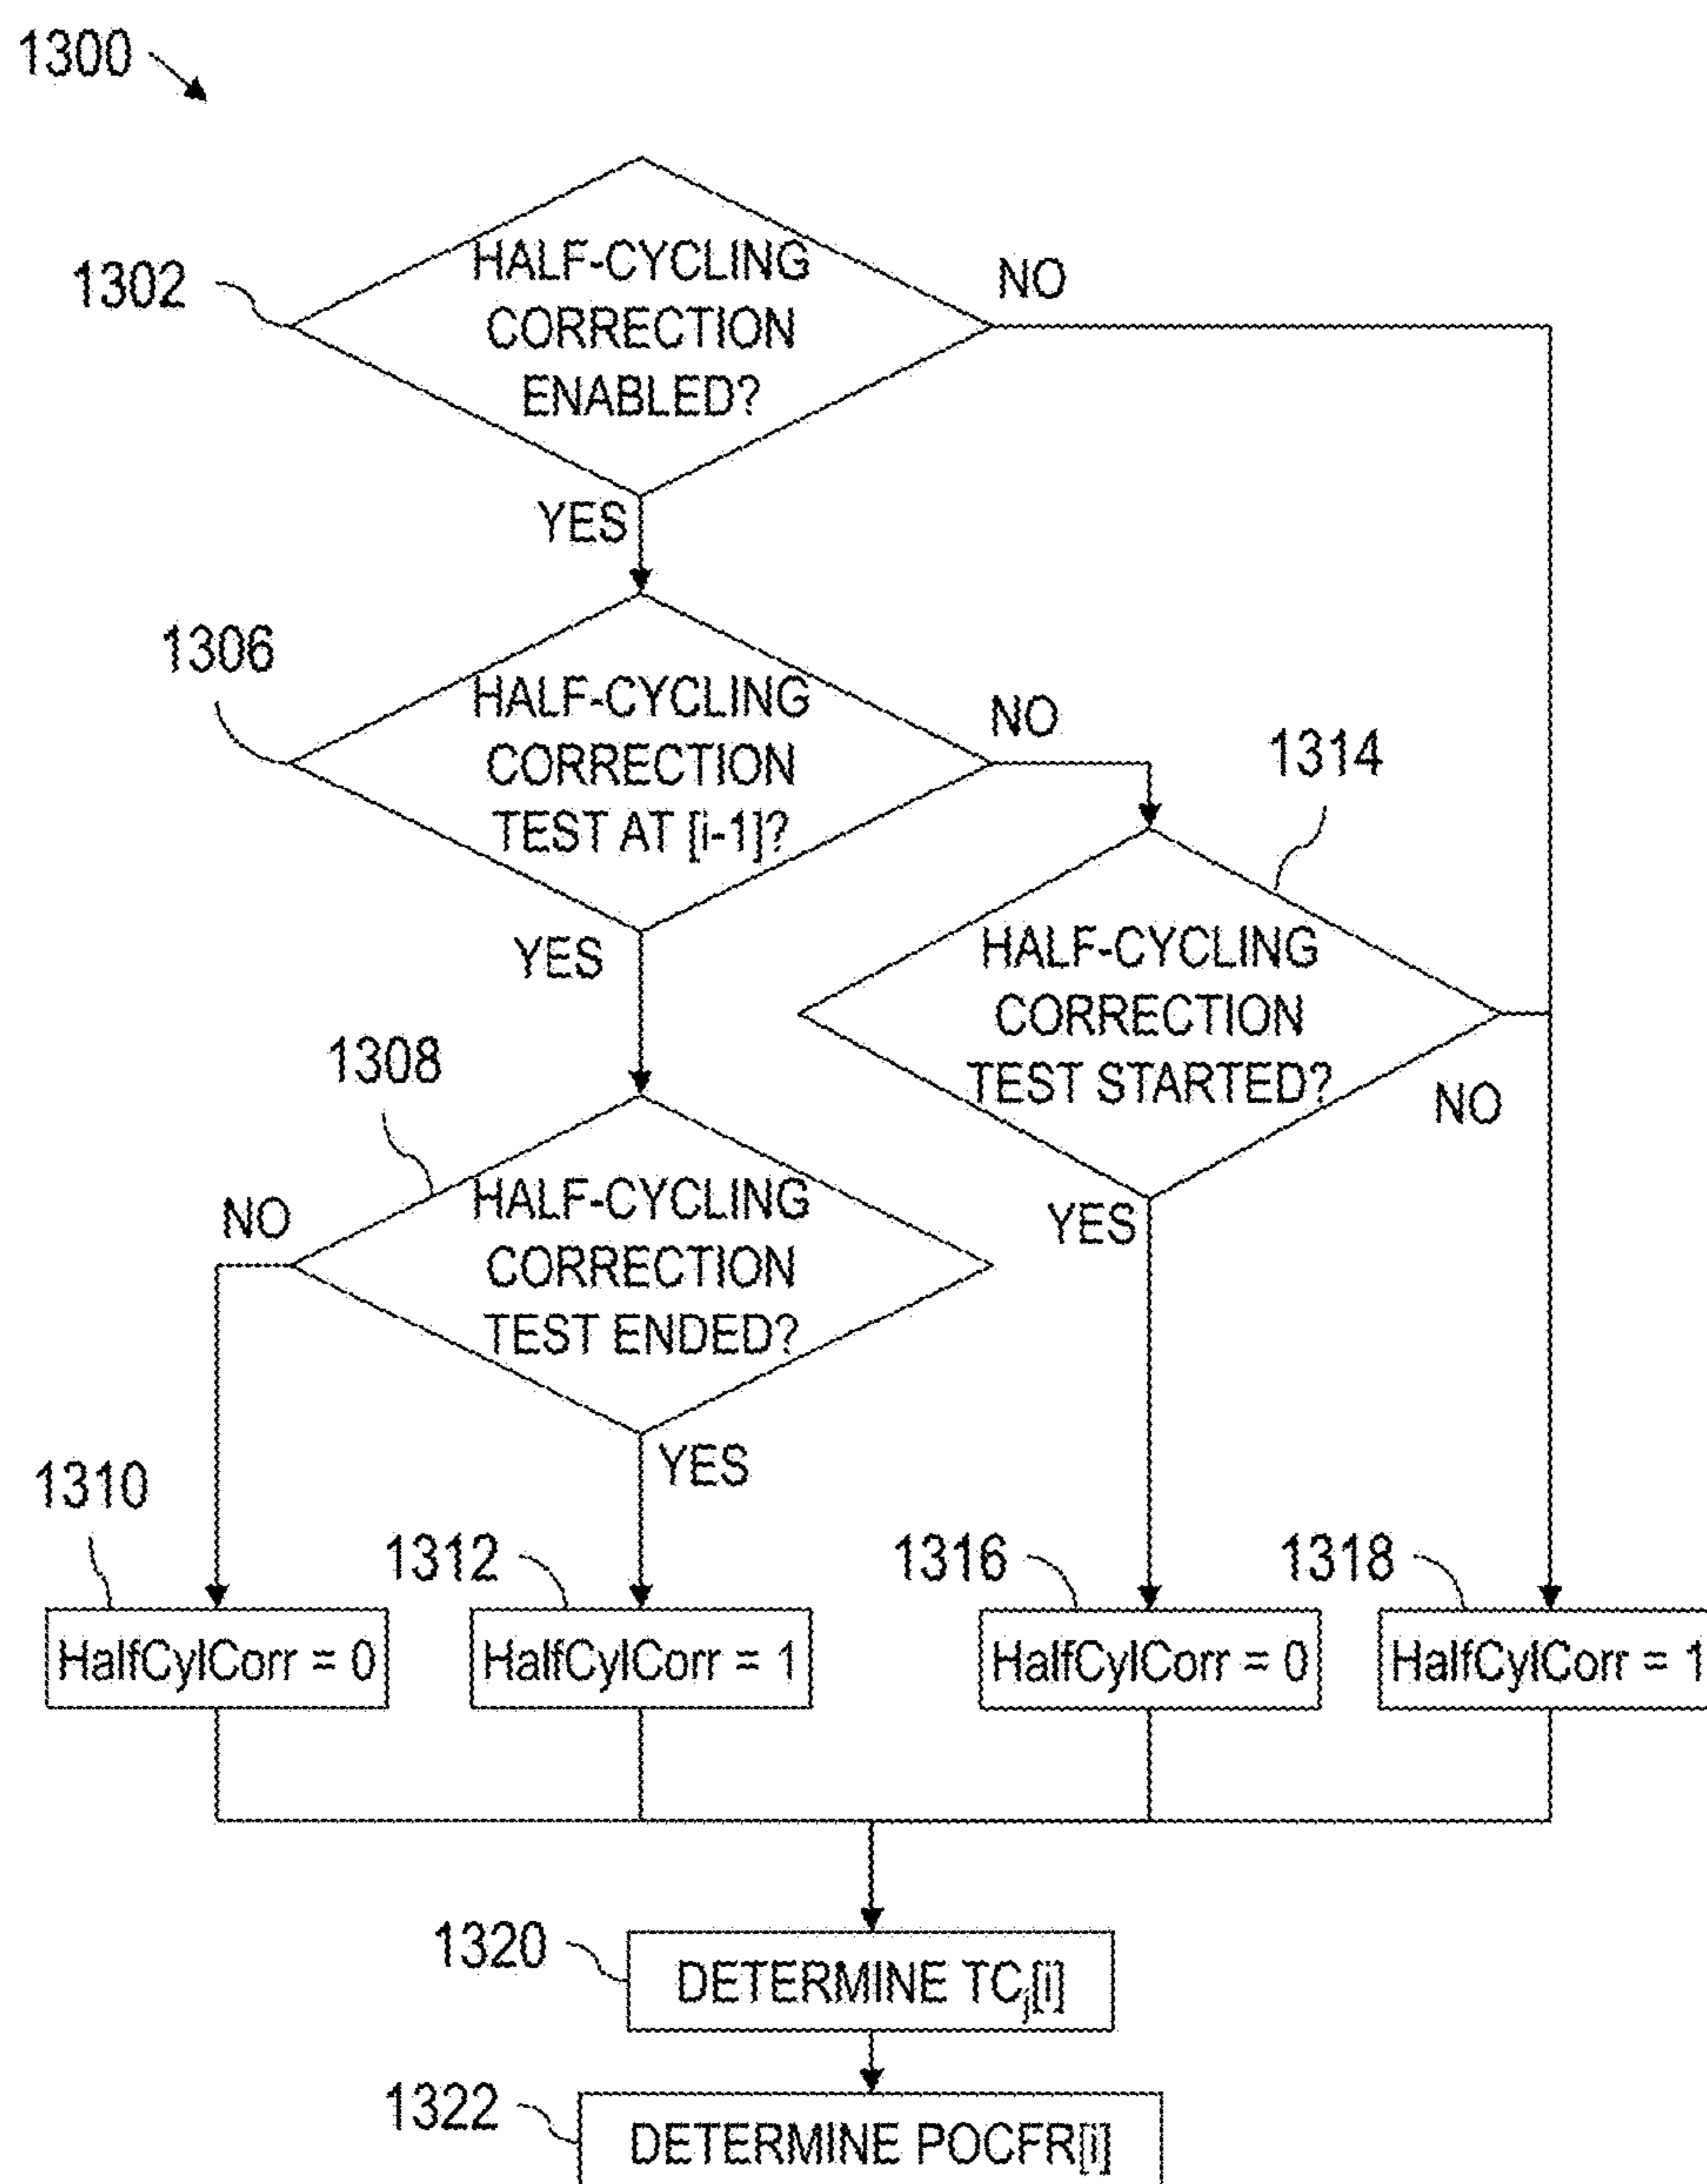 1300
HALF-CYCLING
CORRECTION
ENABLED?
1302
NO
YES
HALF-CYCLING
CORRECTION
TEST AT [i-1]?
1306
NO
YES
1314
HALF-CYCLING
CORRECTION
TEST STARTED?
NO
YES
1308
HALF-CYCLING
CORRECTION
TEST ENDED?
NO
YES
1310
HalfCylCorr = 0
1312
HalfCylCorr = 1
1316
HalfCylCorr = 0
1318
HalfCylCorr = 1
1320
DETERMINE TCj[i]
1322
DETERMINE POCFR[i]